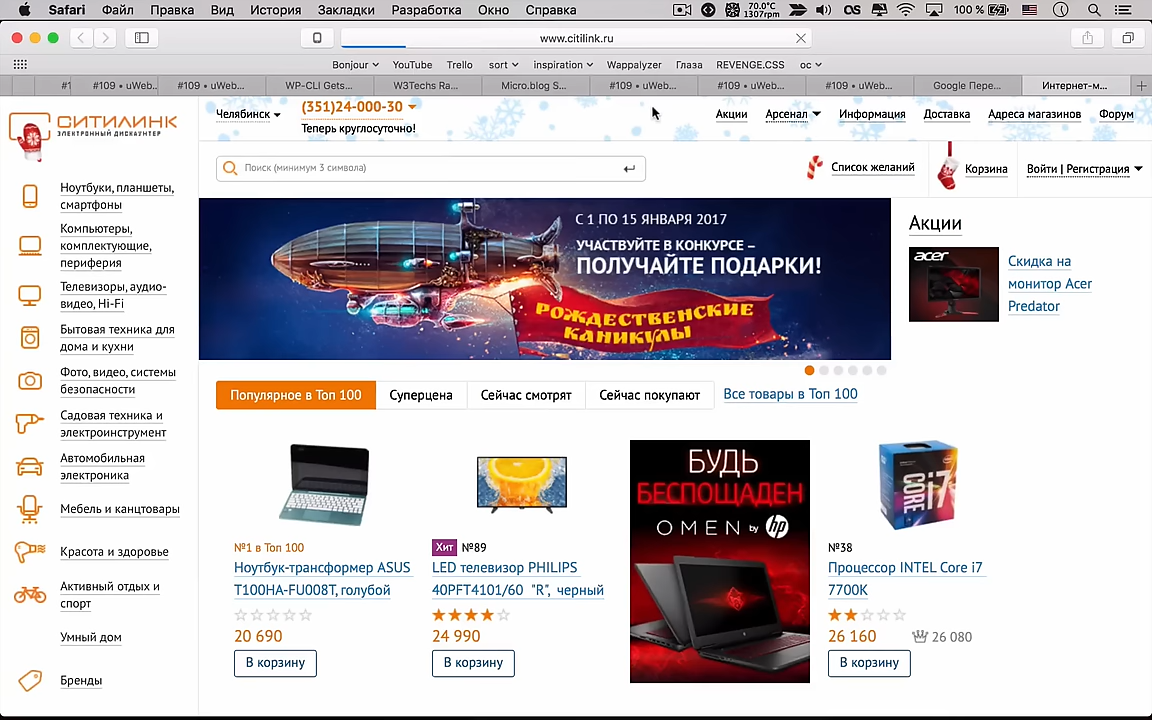 Safari Файл Правка Вид История Закладки Разработка Окно Справка
70.0°C
1307rpm
100 %
www.citilink.ru
Bonjour YouTube Trello sort inspiration Wappalyzer Глаза REVENGE.CSS ос
#1 #109 • uWeb.. #109 • uWeb... WP-CLI Gets... W3Techs Ra... Micro.blog S... #109 • uWeb... #109 • uWeb... #109 • uWeb... Google Пере... Интернет-м...
СИТИЛИНК
ЭЛЕКТРОННЫЙ ДИСКАУНТЕР
Челябинск
(351)24-000-30
Теперь круглосуточно!
Акции Арсенал Информация Доставка Адреса магазинов Форум
Поиск (минимум 3 символа)
Список желаний
Корзина
Войти | Регистрация
Ноутбуки, планшеты,
смартфоны
Компьютеры,
комплектующие,
периферия
Телевизоры, аудио-
видео, Hi-Fi
Бытовая техника для
дома и кухни
Фото, видео, системы
безопасности
Садовая техника и
электроинструмент
Автомобильная
электроника
Мебель и канцтовары
Красота и здоровье
Активный отдых и
спорт
Умный дом
Бренды
С 1 ПО 15 ЯНВАРЯ 2017
УЧАСТВУЙТЕ В КОНКУРСЕ –
ПОЛУЧАЙТЕ ПОДАРКИ!
РОЖДЕСТВЕНСКИЕ
КАНИКУЛЫ
Акции
acer
Скидка на
монитор Acer
Predator
Популярное в Топ 100 Суперцена Сейчас смотрят Сейчас покупают Все товары в Топ 100
№1 в Топ 100
Ноутбук-трансформер ASUS
T100HA-FU008T, голубой
20 690
В корзину
Хит №89
LED телевизор PHILIPS
40PFT4101/60 "R", черный
24 990
В корзину
БУДЬ
БЕСПОЩАДЕН
OMEN by hp
CORE i7
№38
Процессор INTEL Core i7
7700K
26 160 26 080
В корзину